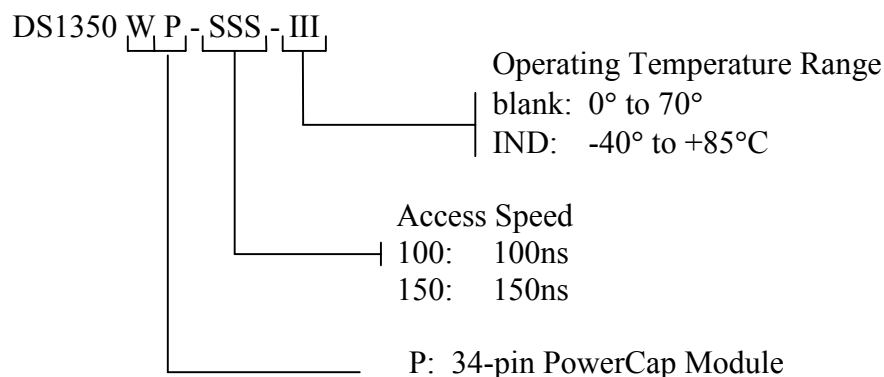 DS1350 W P - SSS - III
Operating Temperature Range
blank: 0° to 70°
IND: -40° to +85°C
Access Speed
100: 100ns
150: 150ns
P: 34-pin PowerCap Module